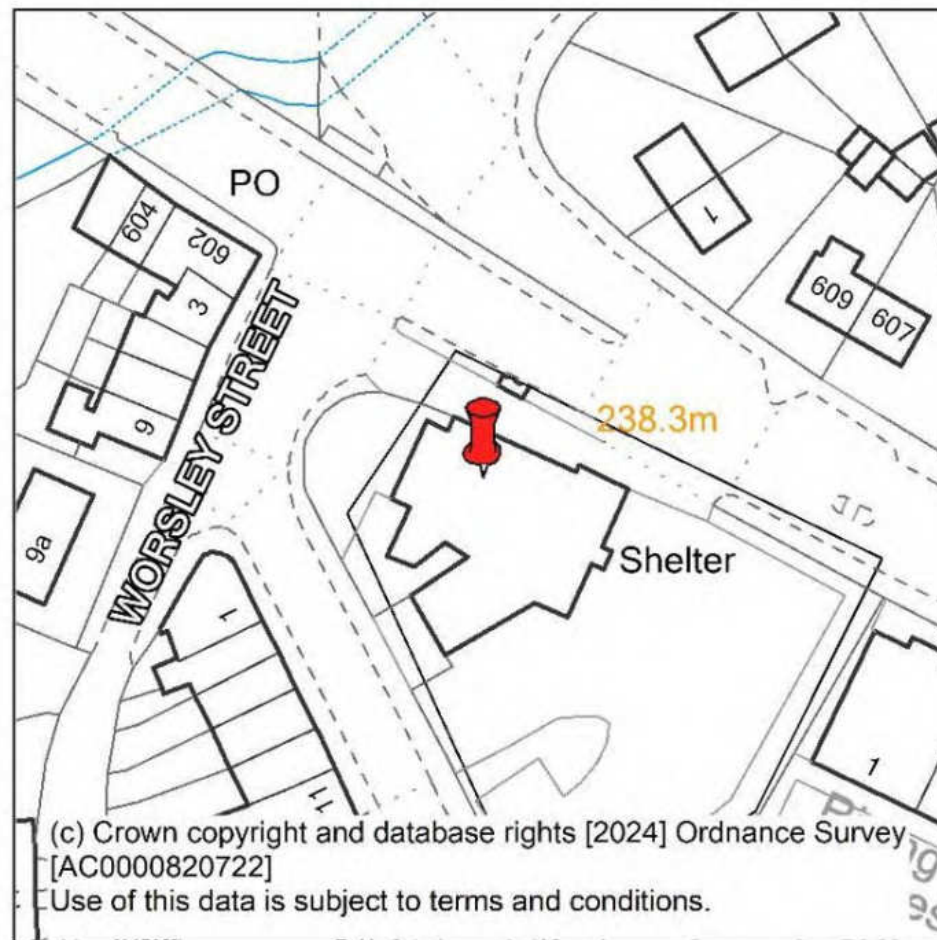 PO
604
602
3
9
9a
WORSLEY STREET
1
11
1
609
607
238.3m
Shelter
1
(c) Crown copyright and database rights [2024] Ordnance Survey
[AC0000820722]
Use of this data is subject to terms and conditions.